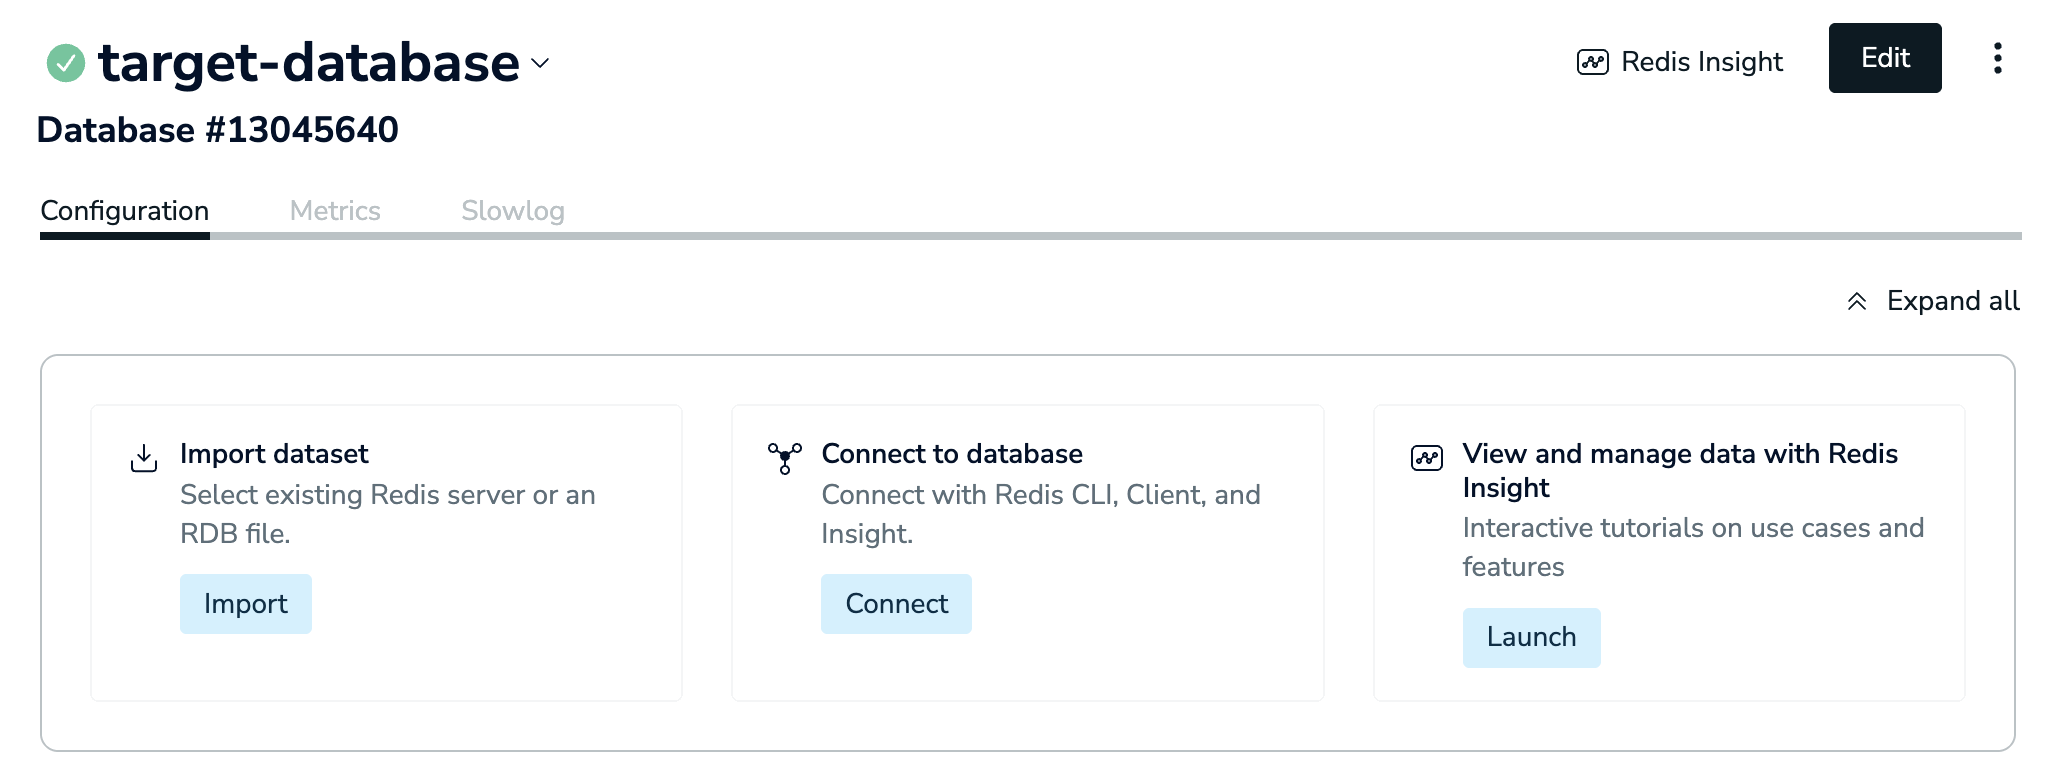 target-database
Redis Insight
Edit
Database #13045640
Configuration
Metrics
Slowlog
Expand all
Import dataset
Select existing Redis server or an
RDB file.
Import
Connect to database
Connect with Redis CLI, Client, and
Insight.
Connect
View and manage data with Redis
Insight
Interactive tutorials on use cases and
features
Launch